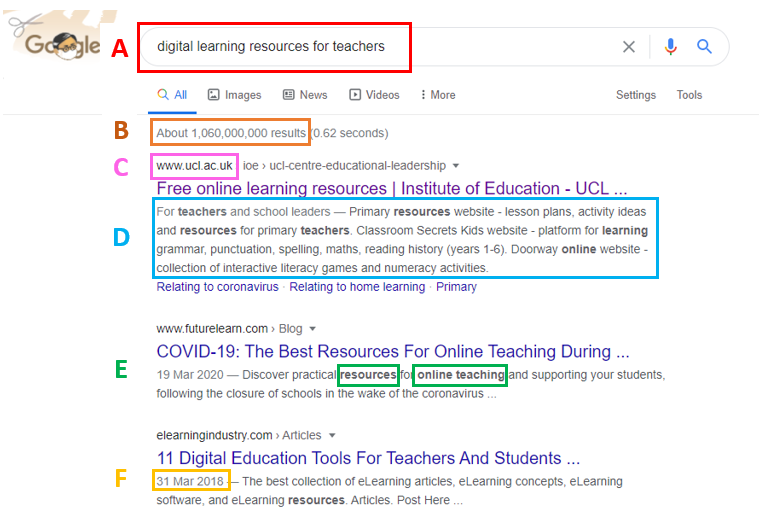 Google
A digital learning resources for teachers
All Images News Videos More Settings Tools
B About 1,060,000,000 results (0.62 seconds)
C www.ucl.ac.uk ioe › ucl-centre-educational-leadership
Free online learning resources | Institute of Education - UCL ...
D For teachers and school leaders — Primary resources website - lesson plans, activity ideas
and resources for primary teachers. Classroom Secrets Kids website - platform for learning
grammar, punctuation, spelling, maths, reading history (years 1-6). Doorway online website -
collection of interactive literacy games and numeracy activities.
Relating to coronavirus · Relating to home learning · Primary
www.futurelearn.com › Blog
COVID-19: The Best Resources For Online Teaching During ...
E 19 Mar 2020 — Discover practical resources for online teaching and supporting your students,
following the closure of schools in the wake of the coronavirus ...
elearningindustry.com › Articles
11 Digital Education Tools For Teachers And Students ...
F 31 Mar 2018 — The best collection of eLearning articles, eLearning concepts, eLearning
software, and eLearning resources. Articles. Post Here ...